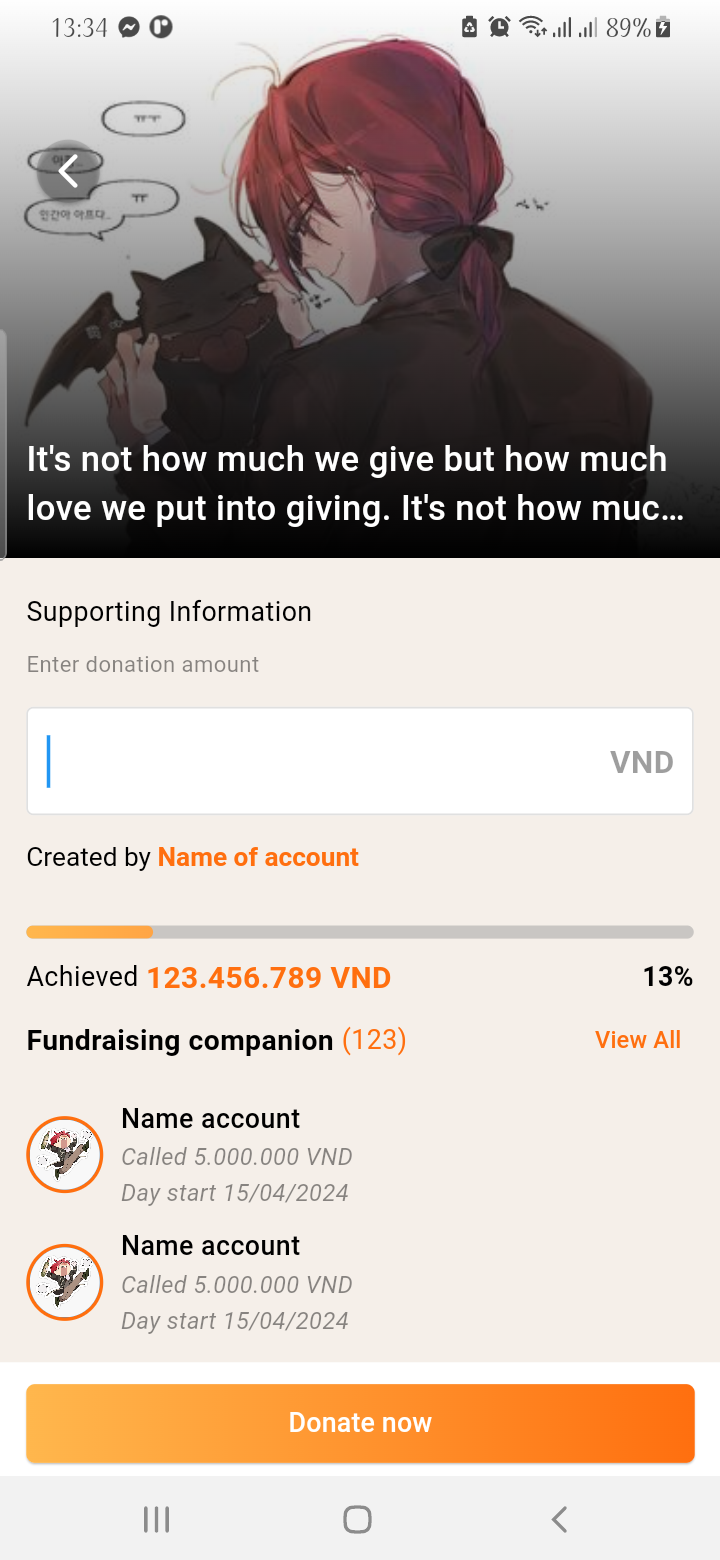 13:34
89%
ㅠㅜㅜ
ㅠ
인간아 아프다..
It's not how much we give but how much
love we put into giving. It's not how muc...
Supporting Information
Enter donation amount
VND
Created by Name of account
Achieved 123.456.789 VND 13%
Fundraising companion (123) View All
Name account
Called 5.000.000 VND
Day start 15/04/2024
Name account
Called 5.000.000 VND
Day start 15/04/2024
Donate now